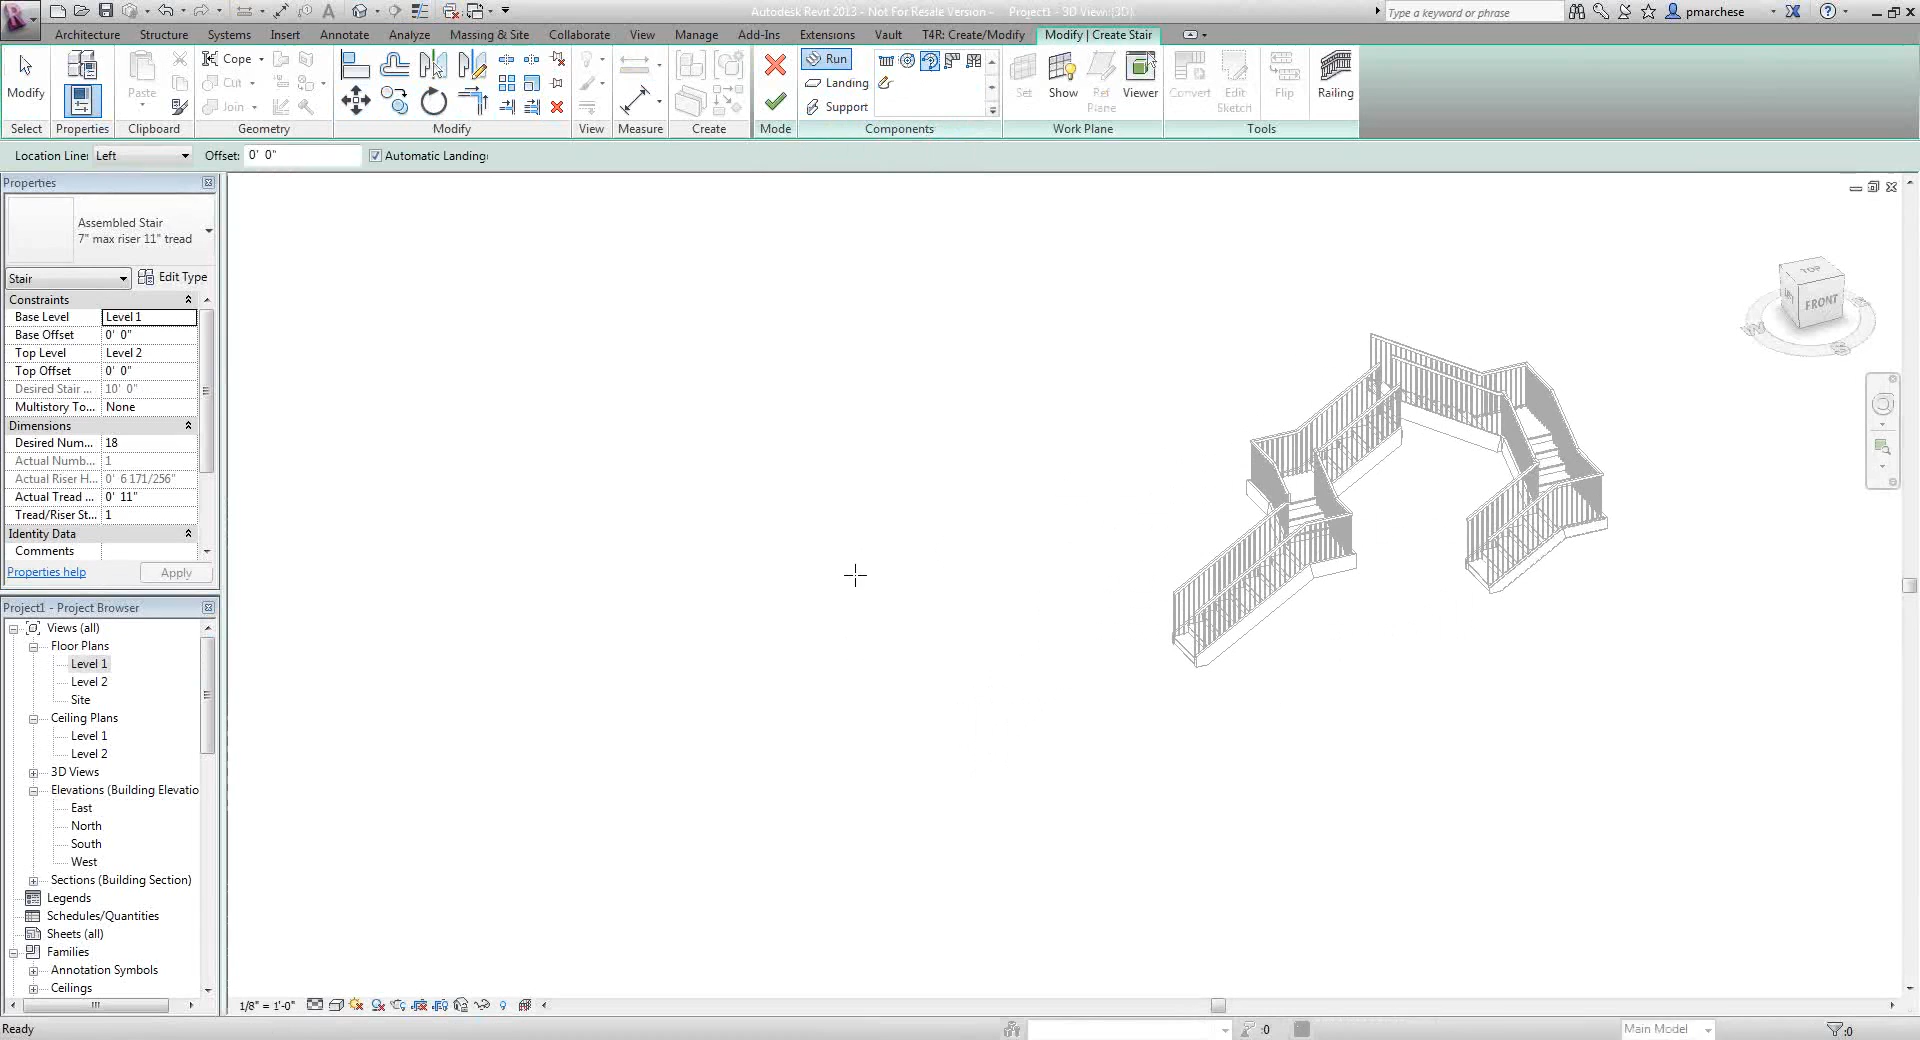 Autodesk Revit 2013 - Not For Resale Version - Project1 - 3D View: {3D}
Type a keyword or phrase
pmarchese
Architecture Structure Systems Insert Annotate Analyze Massing & Site Collaborate View Manage Add-Ins Extensions Vault T4R: Create/Modify Modify | Create Stair
Modify
Paste
Cope
Cut
Join
Run
Landing
Support
Set
Show
Ref Plane
Viewer
Convert
Edit Sketch
Flip
Railing
Select Properties Clipboard Geometry Modify View Measure Create Mode Components Work Plane Tools
Location Line: Left Offset: 0' 0" Automatic Landing:
Properties
Assembled Stair
7" max riser 11" tread
Stair Edit Type
Constraints
Base Level Level 1
Base Offset 0' 0"
Top Level Level 2
Top Offset 0' 0"
Desired Stair ... 10' 0"
Multistory To... None
Dimensions
Desired Num... 18
Actual Numb... 1
Actual Riser H... 0' 6 171/256"
Actual Tread ... 0' 11"
Tread/Riser St... 1
Identity Data
Comments
Properties help Apply
Project1 - Project Browser
Views (all)
Floor Plans
Level 1
Level 2
Site
Ceiling Plans
Level 1
Level 2
3D Views
Elevations (Building Elevatio
East
North
South
West
Sections (Building Section)
Legends
Schedules/Quantities
Sheets (all)
Families
Annotation Symbols
Ceilings
TOP
FRONT
1/8" = 1'-0"
Ready
:0
Main Model
:0